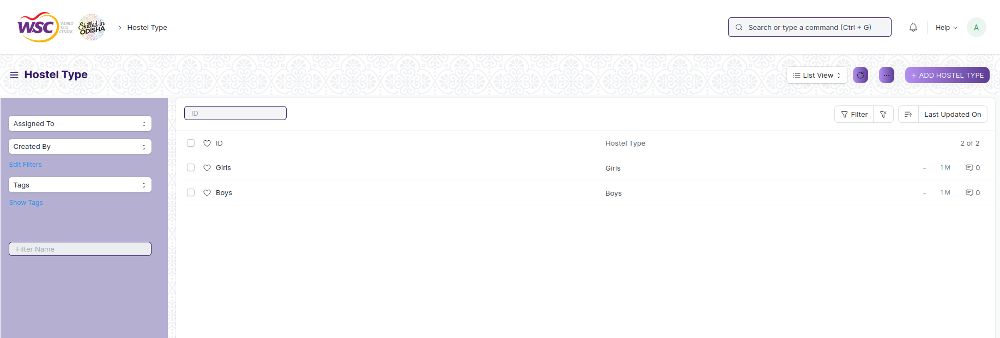 WSC WORLD SKILL CENTER
Skilled in ODISHA
Hostel Type
Search or type a command (Ctrl + G)
Help
A
Hostel Type
List View
...
+ ADD HOSTEL TYPE
Assigned To
Created By
Edit Filters
Tags
Show Tags
Filter Name
ID
Filter
Last Updated On
ID Hostel Type 2 of 2
Girls Girls - 1 M 0
Boys Boys - 1 M 0